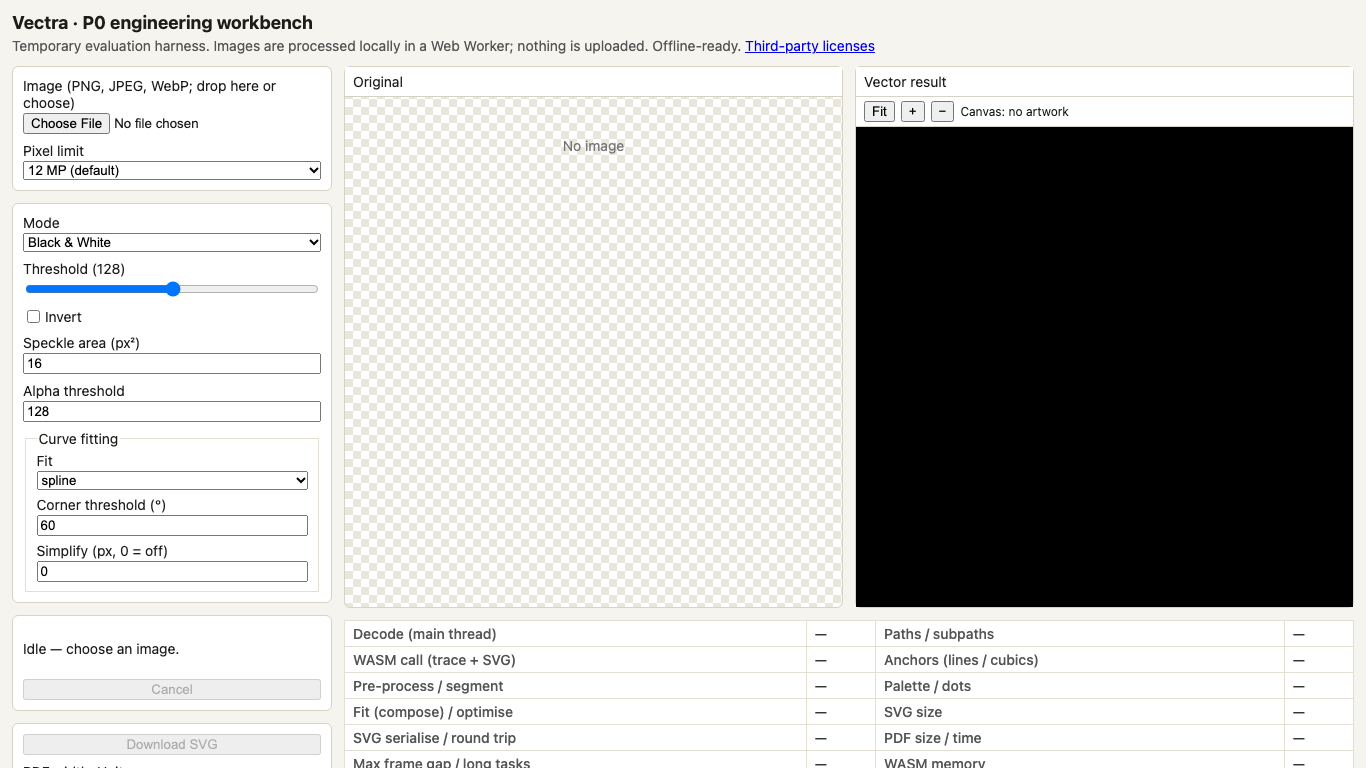 Vectra · P0 engineering workbench
Temporary evaluation harness. Images are processed locally in a Web Worker; nothing is uploaded. Offline-ready. Third-party licenses
Image (PNG, JPEG, WebP; drop here or
choose)
Choose File No file chosen
Pixel limit
12 MP (default)
Mode
Black & White
Threshold (128)
Invert
Speckle area (px²)
16
Alpha threshold
128
Curve fitting
Fit
spline
Corner threshold (°)
60
Simplify (px, 0 = off)
0
Idle — choose an image.
Cancel
Download SVG
Original
No image
Vector result
Fit + − Canvas: no artwork
Decode (main thread) — Paths / subpaths —
WASM call (trace + SVG) — Anchors (lines / cubics) —
Pre-process / segment — Palette / dots —
Fit (compose) / optimise — SVG size —
SVG serialise / round trip — PDF size / time —
Max frame gap / long tasks — WASM memory —